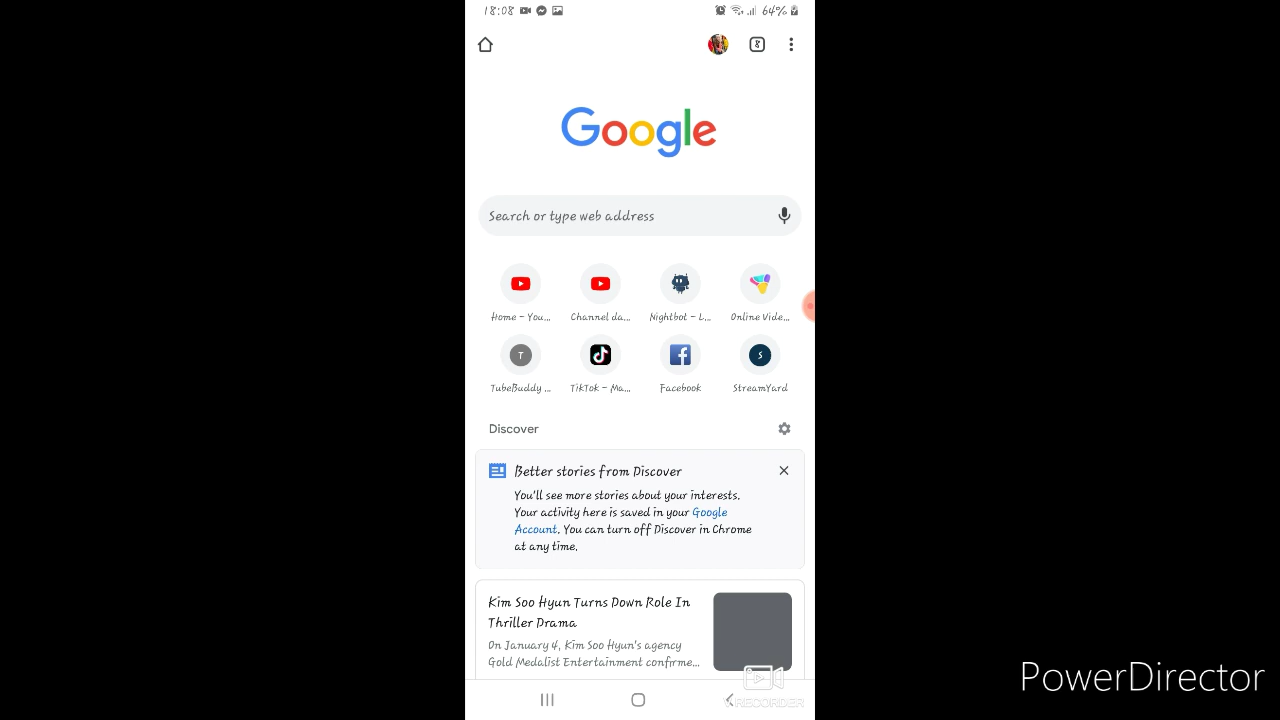 18:08
64%
8
Google
Search or type web address
Home - You...
Channel da...
Nightbot - L...
Online Vide...
T
S
TubeBuddy ...
TikTok - Ma...
Facebook
StreamYard
Discover
Better stories from Discover
You'll see more stories about your interests.
Your activity here is saved in your Google
Account. You can turn off Discover in Chrome
at any time.
Kim Soo Hyun Turns Down Role In
Thriller Drama
On January 4, Kim Soo Hyun's agency
Gold Medalist Entertainment confirme...
RECORDER
PowerDirector